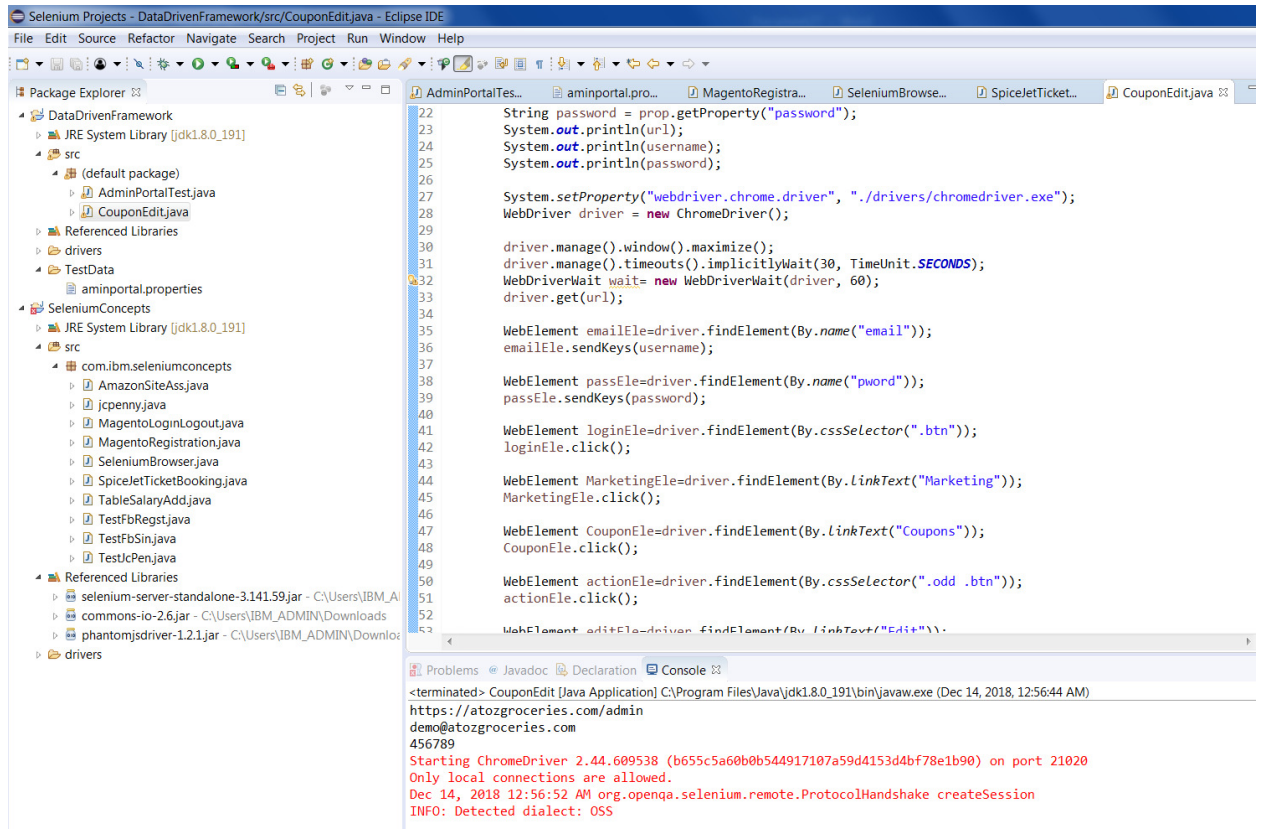 Selenium Projects - DataDrivenFramework/src/CouponEdit.java - Eclipse IDE
File Edit Source Refactor Navigate Search Project Run Window Help
Package Explorer
DataDrivenFramework
JRE System Library [jdk1.8.0_191]
src
(default package)
AdminPortalTest.java
CouponEdit.java
Referenced Libraries
drivers
TestData
aminportal.properties
SeleniumConcepts
JRE System Library [jdk1.8.0_191]
src
com.ibm.seleniumconcepts
AmazonSiteAss.java
jcpenny.java
MagentoLoginLogout.java
MagentoRegistration.java
SeleniumBrowser.java
SpiceJetTicketBooking.java
TableSalaryAdd.java
TestFbRegst.java
TestFbSin.java
TestJcPen.java
Referenced Libraries
selenium-server-standalone-3.141.59.jar - C:\Users\IBM_A
commons-io-2.6.jar - C:\Users\IBM_ADMIN\Downloads
phantomjsdriver-1.2.1.jar - C:\Users\IBM_ADMIN\Downloa
drivers
AdminPortalTes... aminportal.pro... MagentoRegistra... SeleniumBrowse... SpiceJetTicket... CouponEdit.java
22 String password = prop.getProperty("password");
23 System.out.println(url);
24 System.out.println(username);
25 System.out.println(password);
26
27 System.setProperty("webdriver.chrome.driver", "./drivers/chromedriver.exe");
28 WebDriver driver = new ChromeDriver();
29
30 driver.manage().window().maximize();
31 driver.manage().timeouts().implicitlyWait(30, TimeUnit.SECONDS);
32 WebDriverWait wait= new WebDriverWait(driver, 60);
33 driver.get(url);
34
35 WebElement emailEle=driver.findElement(By.name("email"));
36 emailEle.sendKeys(username);
37
38 WebElement passEle=driver.findElement(By.name("pword"));
39 passEle.sendKeys(password);
40
41 WebElement loginEle=driver.findElement(By.cssSelector(".btn"));
42 loginEle.click();
43
44 WebElement MarketingEle=driver.findElement(By.linkText("Marketing"));
45 MarketingEle.click();
46
47 WebElement CouponEle=driver.findElement(By.linkText("Coupons"));
48 CouponEle.click();
49
50 WebElement actionEle=driver.findElement(By.cssSelector(".odd .btn"));
51 actionEle.click();
52
53 WebElement editEle=driver.findElement(By.linkText("Edit"));
Problems Javadoc Declaration Console
<terminated> CouponEdit [Java Application] C:\Program Files\Java\jdk1.8.0_191\bin\javaw.exe (Dec 14, 2018, 12:56:44 AM)
https://atozgroceries.com/admin
demo@atozgroceries.com
456789
Starting ChromeDriver 2.44.609538 (b655c5a60b0b544917107a59d4153d4bf78e1b90) on port 21020
Only local connections are allowed.
Dec 14, 2018 12:56:52 AM org.openqa.selenium.remote.ProtocolHandshake createSession
INFO: Detected dialect: OSS